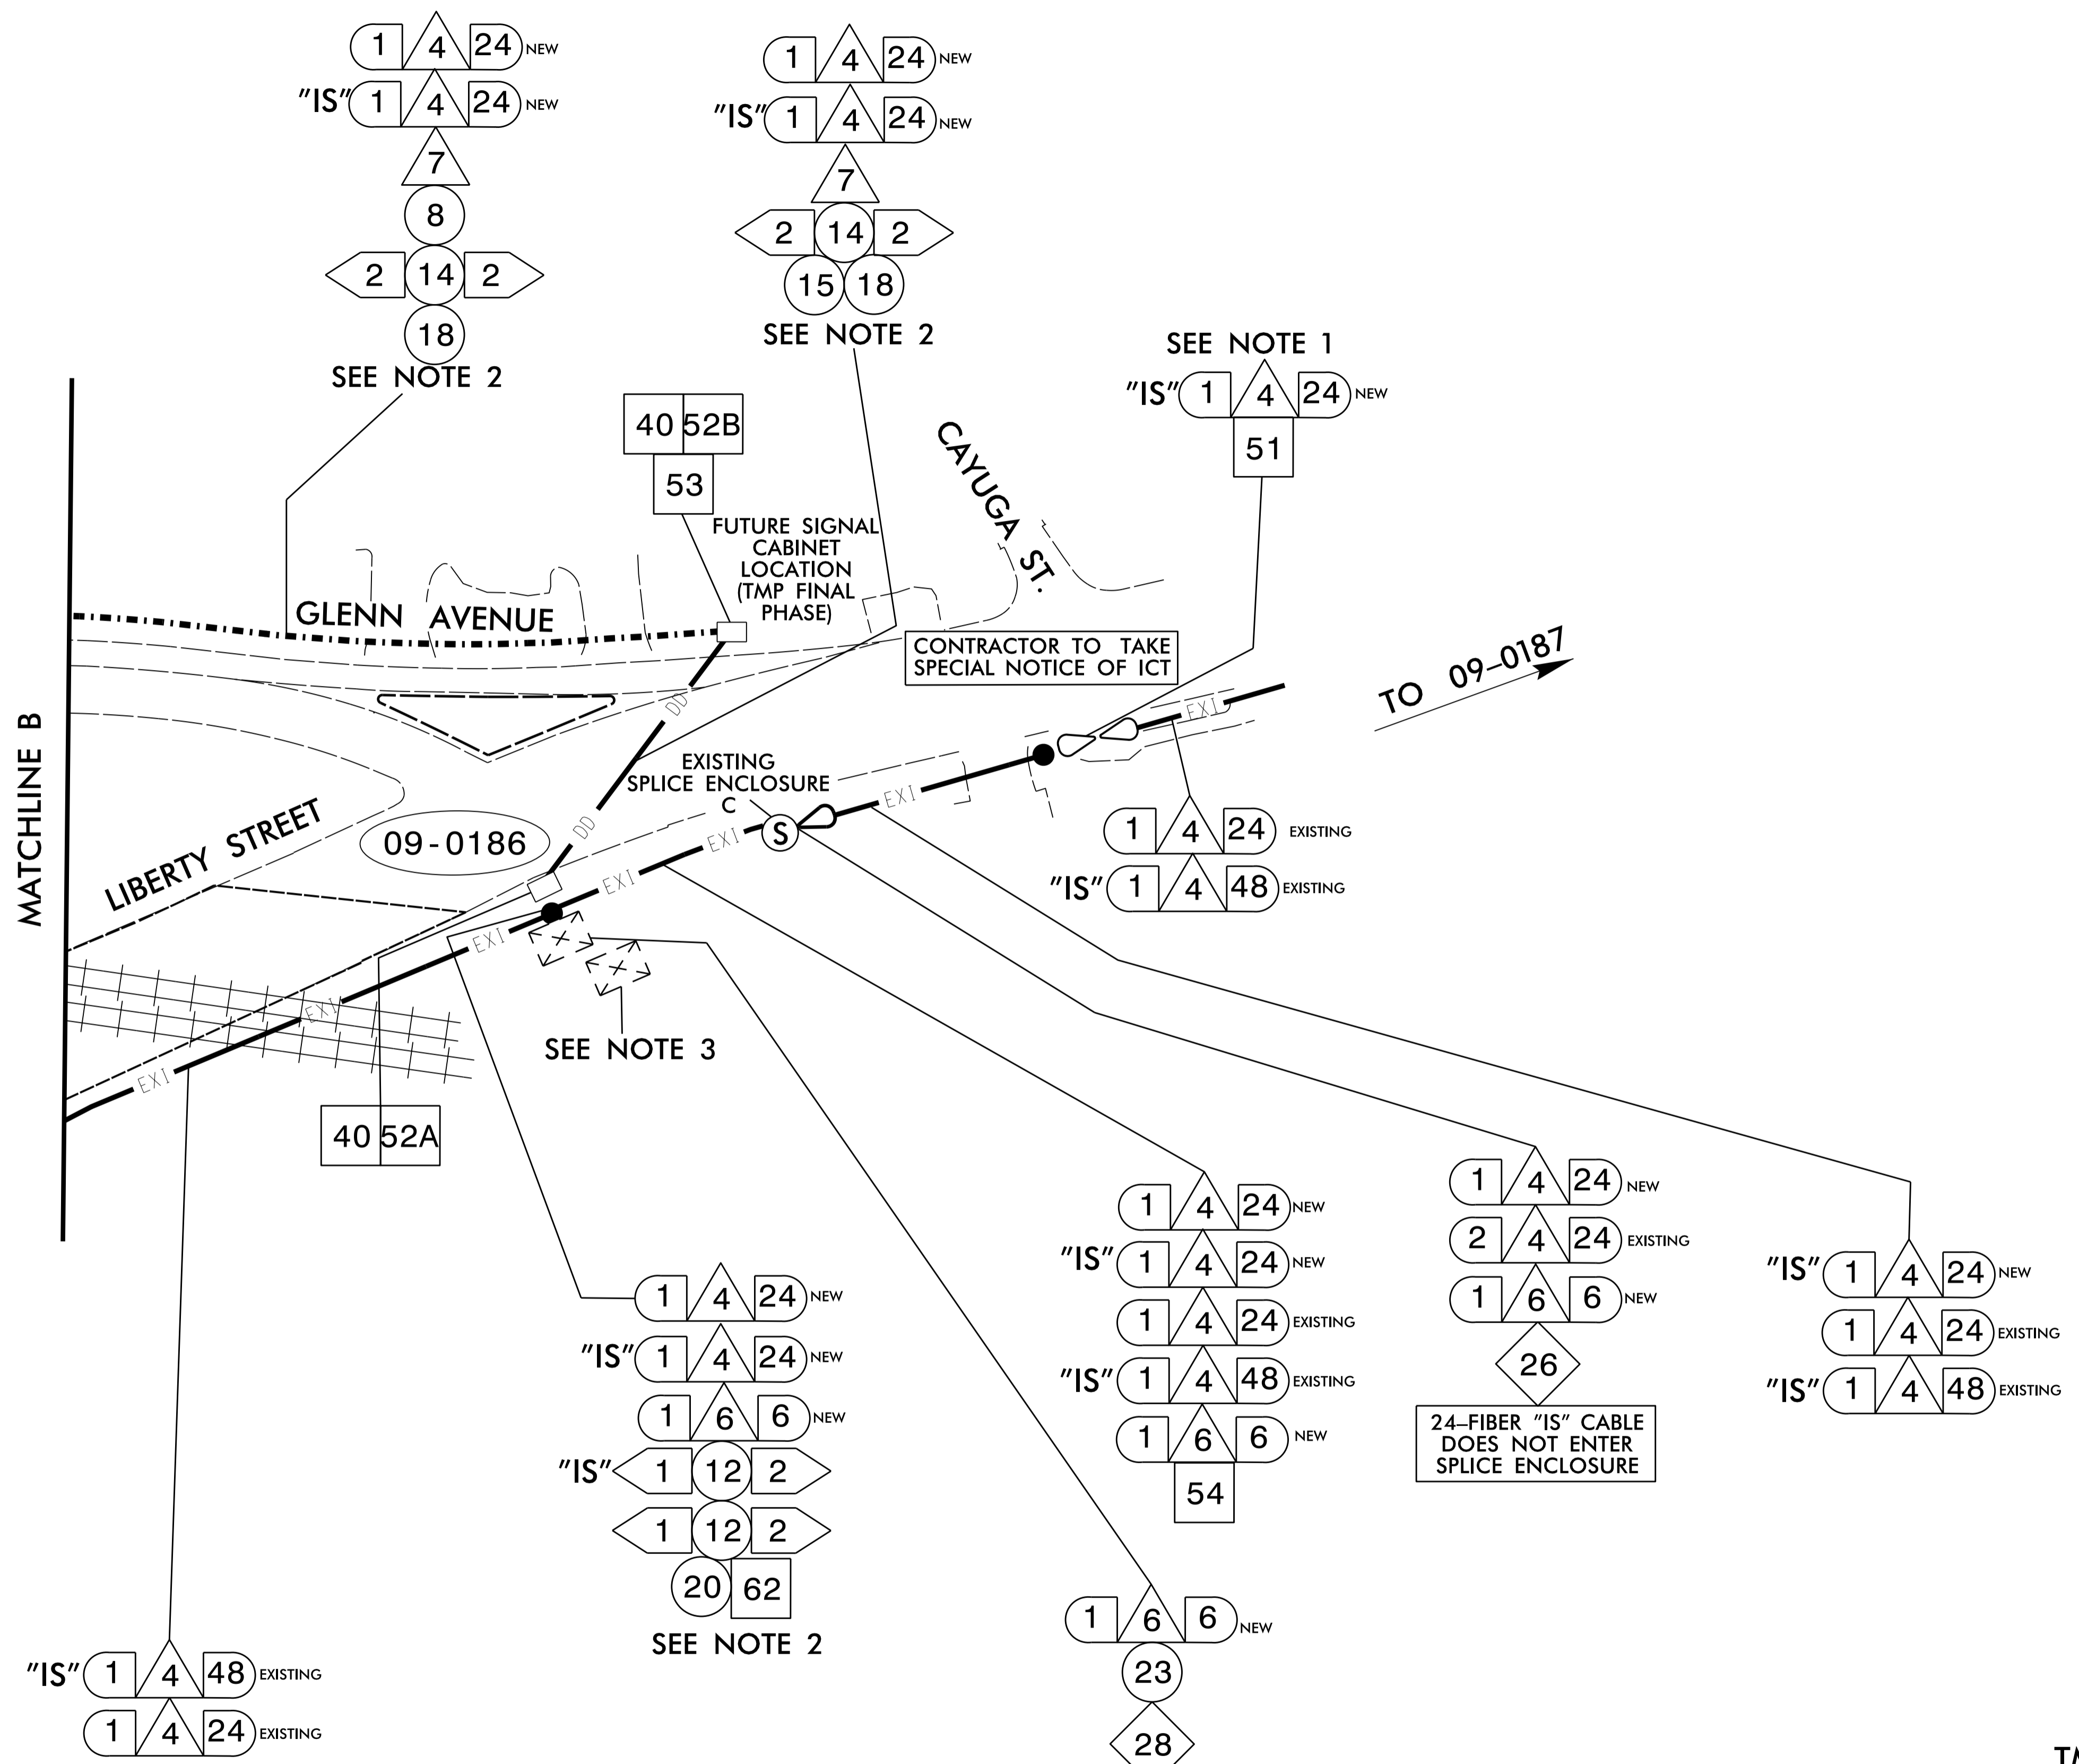 1 4 24 NEW
"IS" 1 4 24 NEW
7
8
2 14 2
18
SEE NOTE 2
1 4 24 NEW
"IS" 1 4 24 NEW
7
2 14 2
15 18
SEE NOTE 2
SEE NOTE 1
"IS" 1 4 24 NEW
51
40 52B
53
FUTURE SIGNAL
CABINET
LOCATION
(TMP FINAL
PHASE)
CAYUGA ST.
GLENN AVENUE
CONTRACTOR TO TAKE
SPECIAL NOTICE OF ICT
TO 09-0187
MATCHLINE B
DD
EXI
EXISTING
SPLICE ENCLOSURE
C
S
EXI
EXI
DD
LIBERTY STREET
09-0186
EXI
EXI
EXI
EXI
1 4 24 EXISTING
"IS" 1 4 48 EXISTING
SEE NOTE 3
40 52A
1 4 24 NEW
"IS" 1 4 24 NEW
1 6 6 NEW
"IS" 1 12 2
1 12 2
20 62
SEE NOTE 2
1 4 24 NEW
"IS" 1 4 24 NEW
1 4 24 EXISTING
"IS" 1 4 48 EXISTING
1 6 6 NEW
54
1 4 24 NEW
2 4 24 EXISTING
1 6 6 NEW
26
24-FIBER "IS" CABLE
DOES NOT ENTER
SPLICE ENCLOSURE
"IS" 1 4 24 NEW
1 4 24 EXISTING
"IS" 1 4 48 EXISTING
1 6 6 NEW
23
28
"IS" 1 4 48 EXISTING
1 4 24 EXISTING